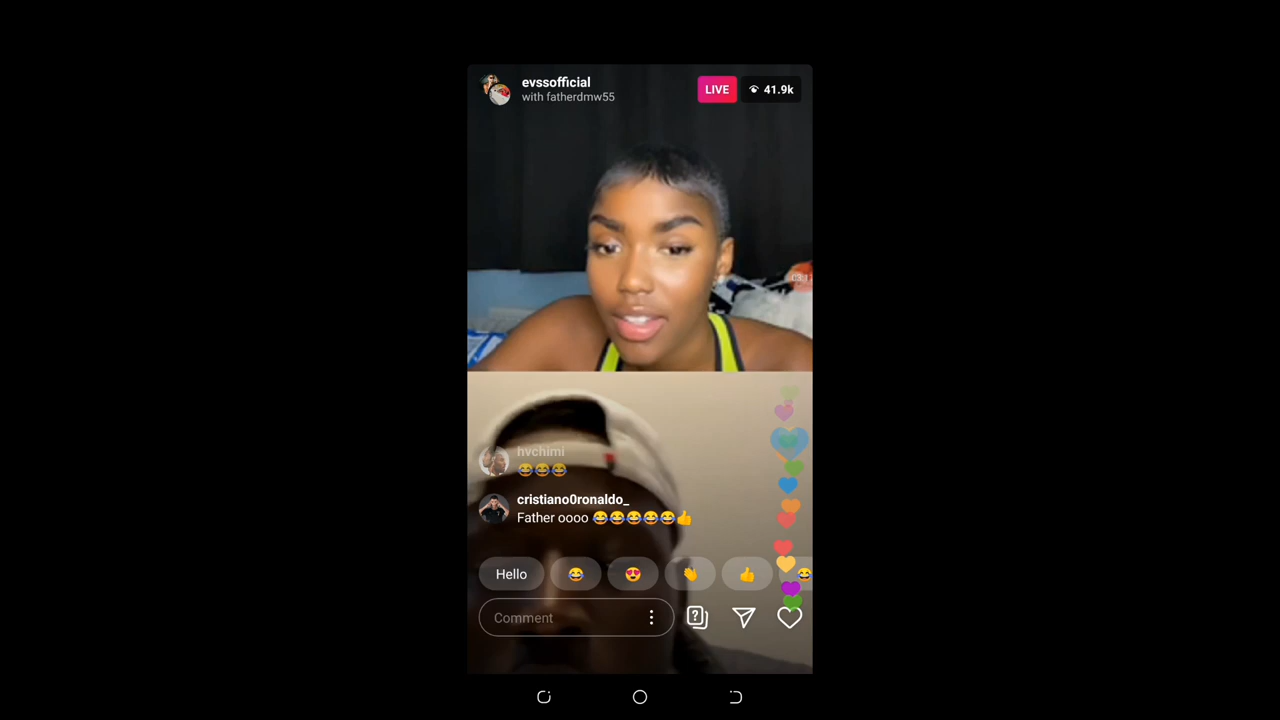 evssofficial
with fatherdmw55
LIVE
41.9k
hvchimi
😂😂😂
cristiano0ronaldo_
Father oooo 😂😂😂😂😂👍
Hello
Comment